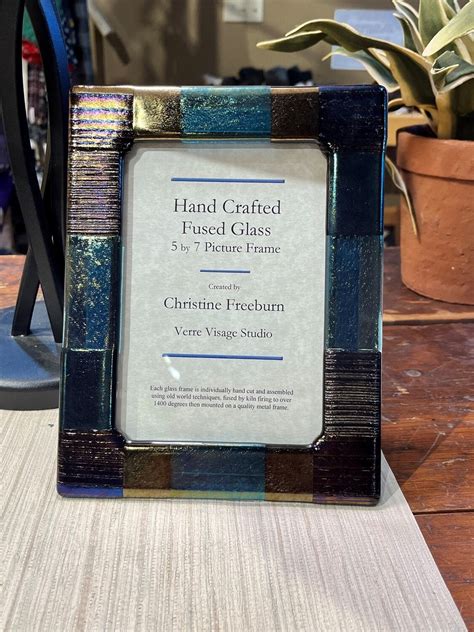 Hand Crafted
Fused Glass
5 by 7 Picture Frame
Created by
Christine Freeburn
Verre Visage Studio
Each glass frame is individually hand cut and assembled
using old world techniques, fused by kiln firing to over
1400 degrees then mounted on a quality metal frame.